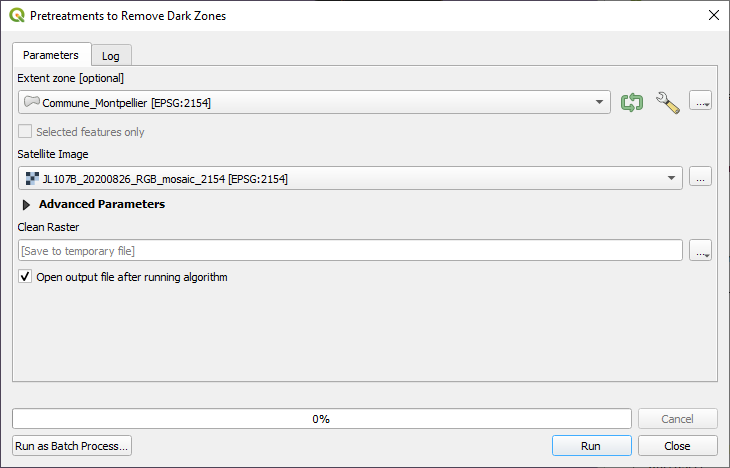 Pretreatments to Remove Dark Zones
Parameters
Log
Extent zone [optional]
Commune_Montpellier [EPSG:2154]
...
Selected features only
Satellite Image
JL107B_20200826_RGB_mosaic_2154 [EPSG:2154]
...
Advanced Parameters
Clean Raster
[Save to temporary file]
...
Open output file after running algorithm
0%
Cancel
Run as Batch Process...
Run
Close